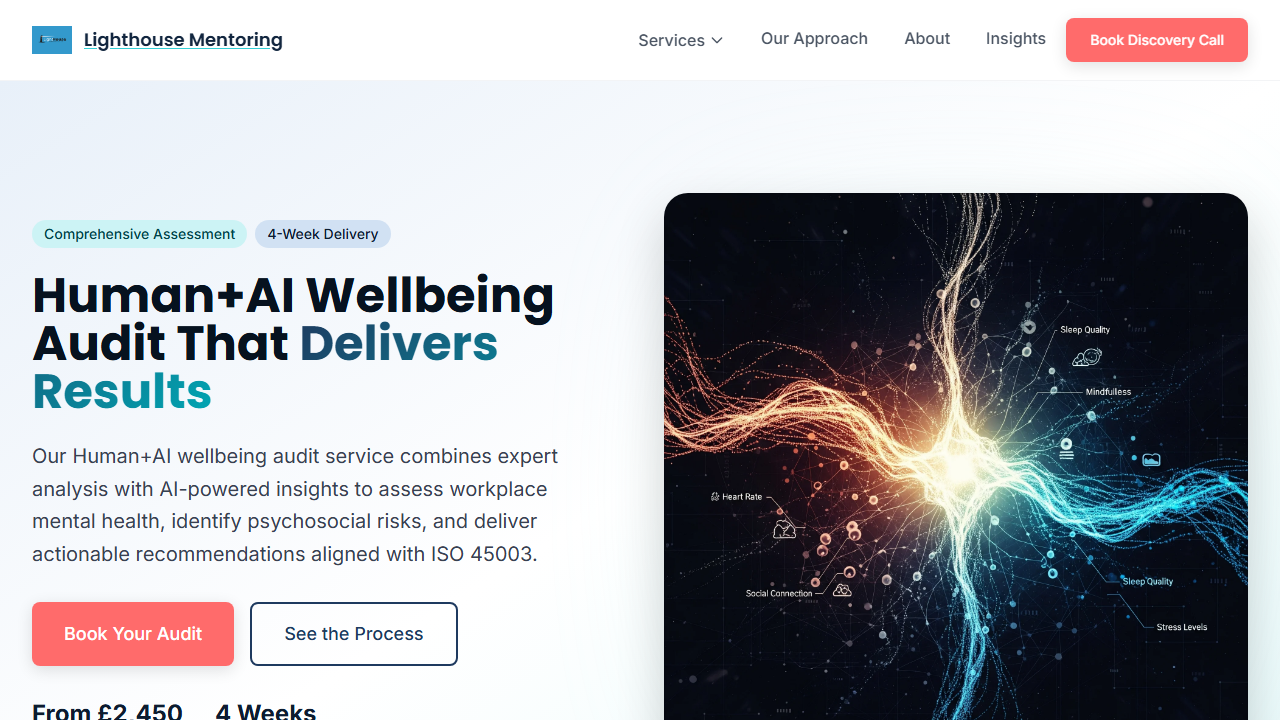 Lighthouse Mentoring
Services
Our Approach
About
Insights
Book Discovery Call
Comprehensive Assessment
4-Week Delivery
Human+AI Wellbeing
Audit That Delivers
Results
Our Human+AI wellbeing audit service combines expert
analysis with AI-powered insights to assess workplace
mental health, identify psychosocial risks, and deliver
actionable recommendations aligned with ISO 45003.
Book Your Audit
See the Process
From £2,450
4 Weeks
Sleep Quality
Mindfulless
Heart Rate
Social Connection
Sleep Quality
Stress Levels